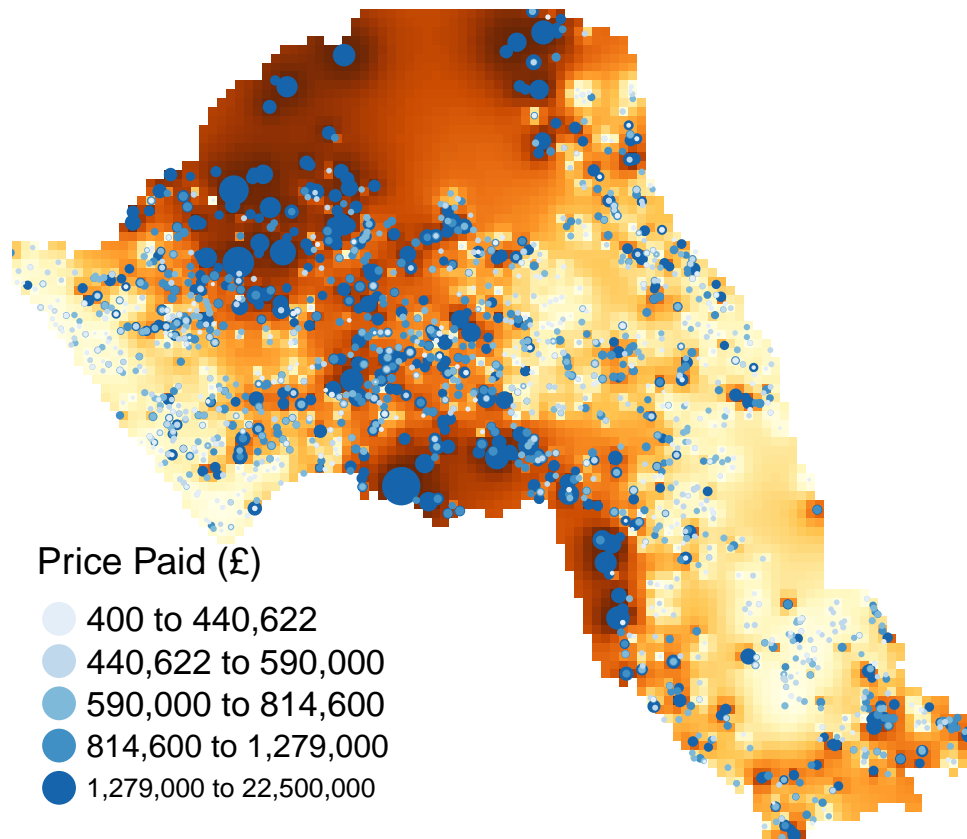 Price Paid (£)
400 to 440,622
440,622 to 590,000
590,000 to 814,600
814,600 to 1,279,000
1,279,000 to 22,500,000